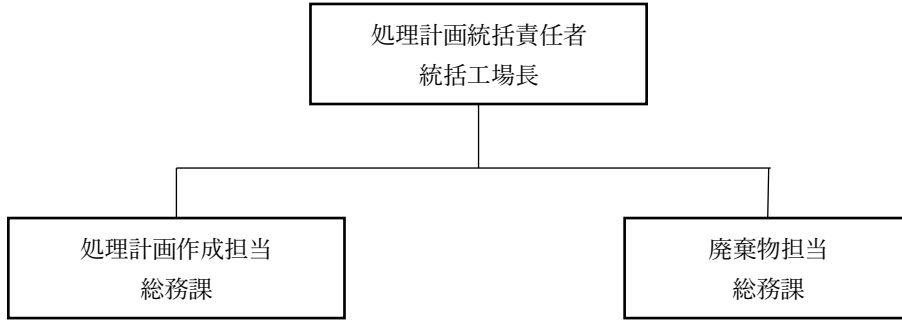 処理計画統括責任者
統括工場長
処理計画作成担当
総務課
廃棄物担当
総務課